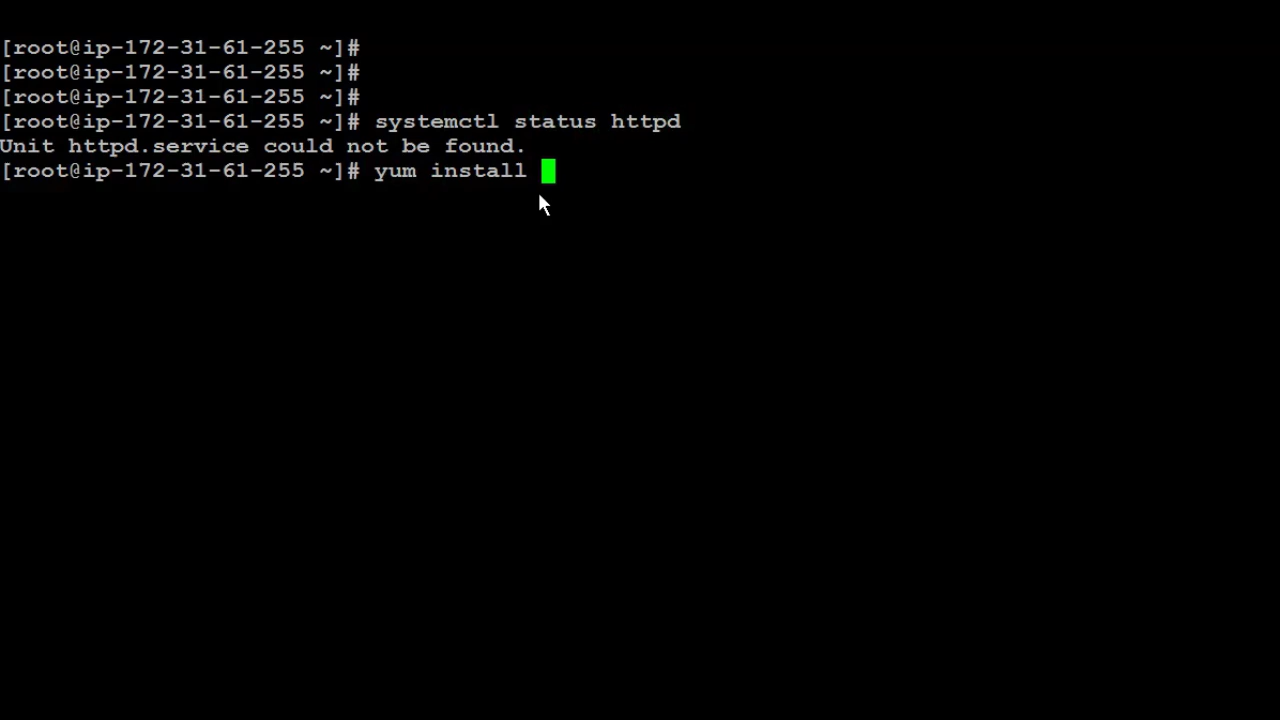 [root@ip-172-31-61-255 ~]#
[root@ip-172-31-61-255 ~]#
[root@ip-172-31-61-255 ~]#
[root@ip-172-31-61-255 ~]# systemctl status httpd
Unit httpd.service could not be found.
[root@ip-172-31-61-255 ~]# yum install